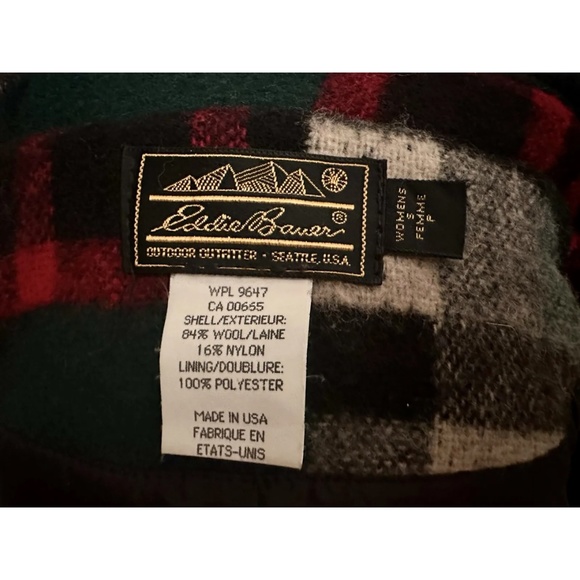 Eddie Bauer®
OUTDOOR OUTFITTER • SEATTLE, U.S.A.
WOMENS
S
FEMME
P
WPL 9647
CA 00665
SHELL/EXTERIEUR:
84% WOOL/LAINE
16% NYLON
LINING/DOUBLURE:
100% POLYESTER
MADE IN USA
FABRIQUE EN
ETATS-UNIS